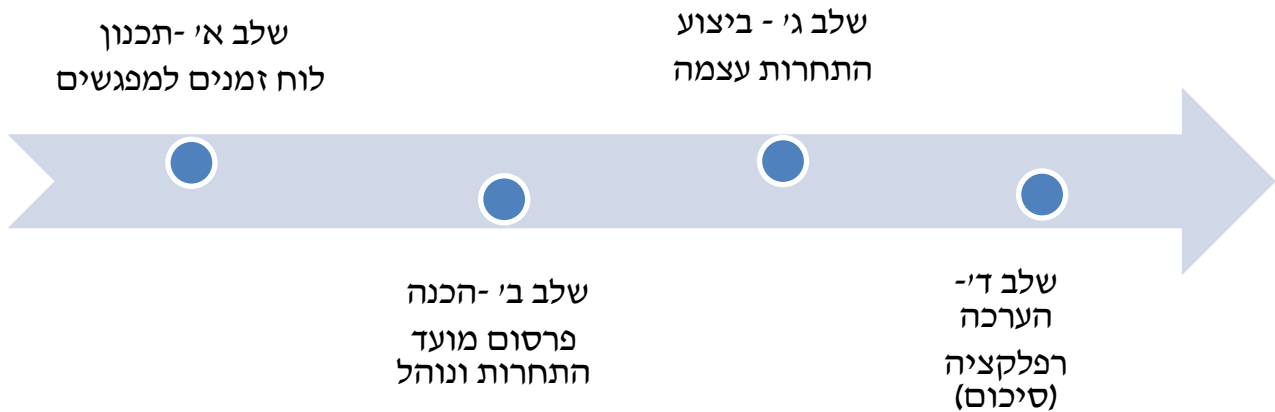 שלב א' -תכנון
לוח זמנים למפגשים
שלב ב' -הכנה
פרסום מועד
התחרות ונוהל
שלב ג' - ביצוע
התחרות עצמה
שלב ד'-
הערכה
רפלקציה
(סיכום)